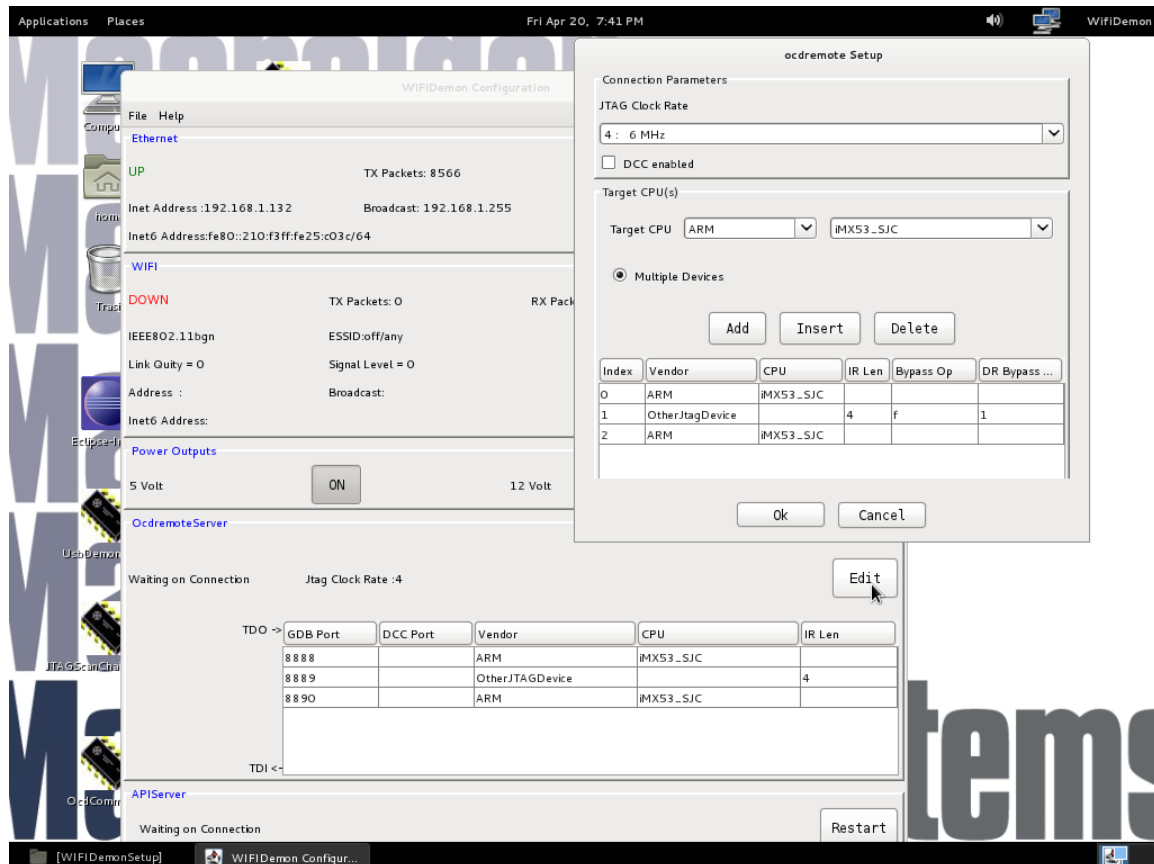 Applications Places Fri Apr 20, 7:41 PM WifiDemon
ocdremote Setup
Connection Parameters
JTAG Clock Rate
4 : 6 MHz
DCC enabled
Target CPU(s)
Target CPU ARM iMX53_SJC
Multiple Devices
Add Insert Delete
Index Vendor CPU IR Len Bypass Op DR Bypass ...
0 ARM iMX53_SJC
1 OtherJtagDevice 4 f 1
2 ARM iMX53_SJC
Ok Cancel
WIFIDemon Configuration
File Help
Ethernet
UP TX Packets: 8566
Inet Address :192.168.1.132 Broadcast: 192.168.1.255
Inet6 Address:fe80::210:f3ff:fe25:c03c/64
WIFI
DOWN TX Packets: 0 RX Pack
IEEE802.11bgn ESSID:off/any
Link Quity = 0 Signal Level = 0
Address : Broadcast:
Inet6 Address:
Power Outputs
5 Volt ON 12 Volt
OcdremoteServer
Waiting on Connection Jtag Clock Rate :4 Edit
TDO -> GDB Port DCC Port Vendor CPU IR Len
8888 ARM iMX53_SJC
8889 OtherJTAGDevice 4
8890 ARM iMX53_SJC
TDI <-
APIServer
Waiting on Connection Restart
Compu
hom
Tras
Eclipse-I
UsbDemon
JTAGScanCha
OcdComm
tems
[WIFIDemonSetup] WIFIDemon Configur...